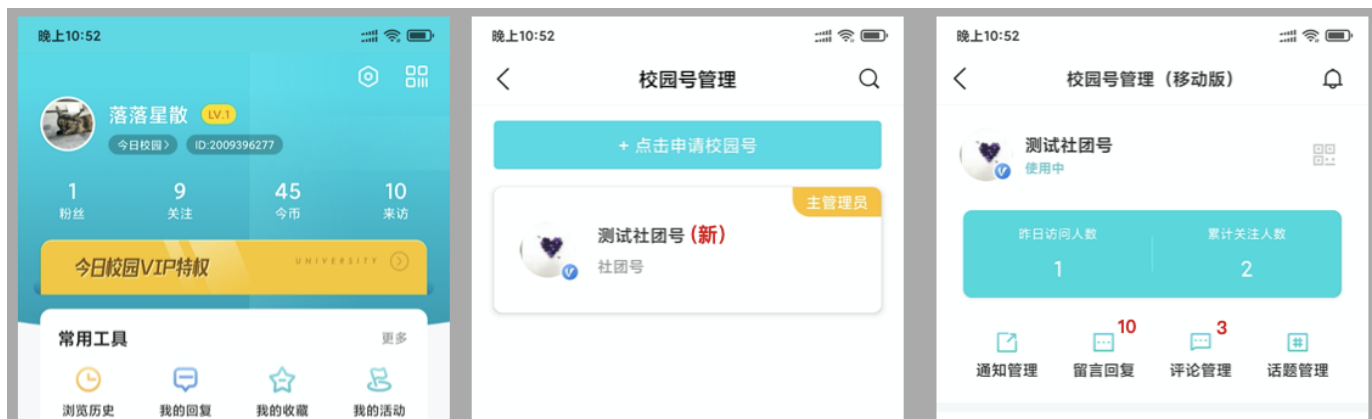 晚上10:52
落落星散 LV.1
今日校园> ID:2009396277
1 9 45 10
粉丝 关注 今币 来访
今日校园VIP特权 UNIVERSITY
常用工具 更多
浏览历史 我的回复 我的收藏 我的活动
晚上10:52
校园号管理
+ 点击申请校园号
主管理员
测试社团号(新)
社团号
晚上10:52
校园号管理（移动版）
测试社团号
使用中
昨日访问人数 累计关注人数
1 2
10 3
通知管理 留言回复 评论管理 话题管理